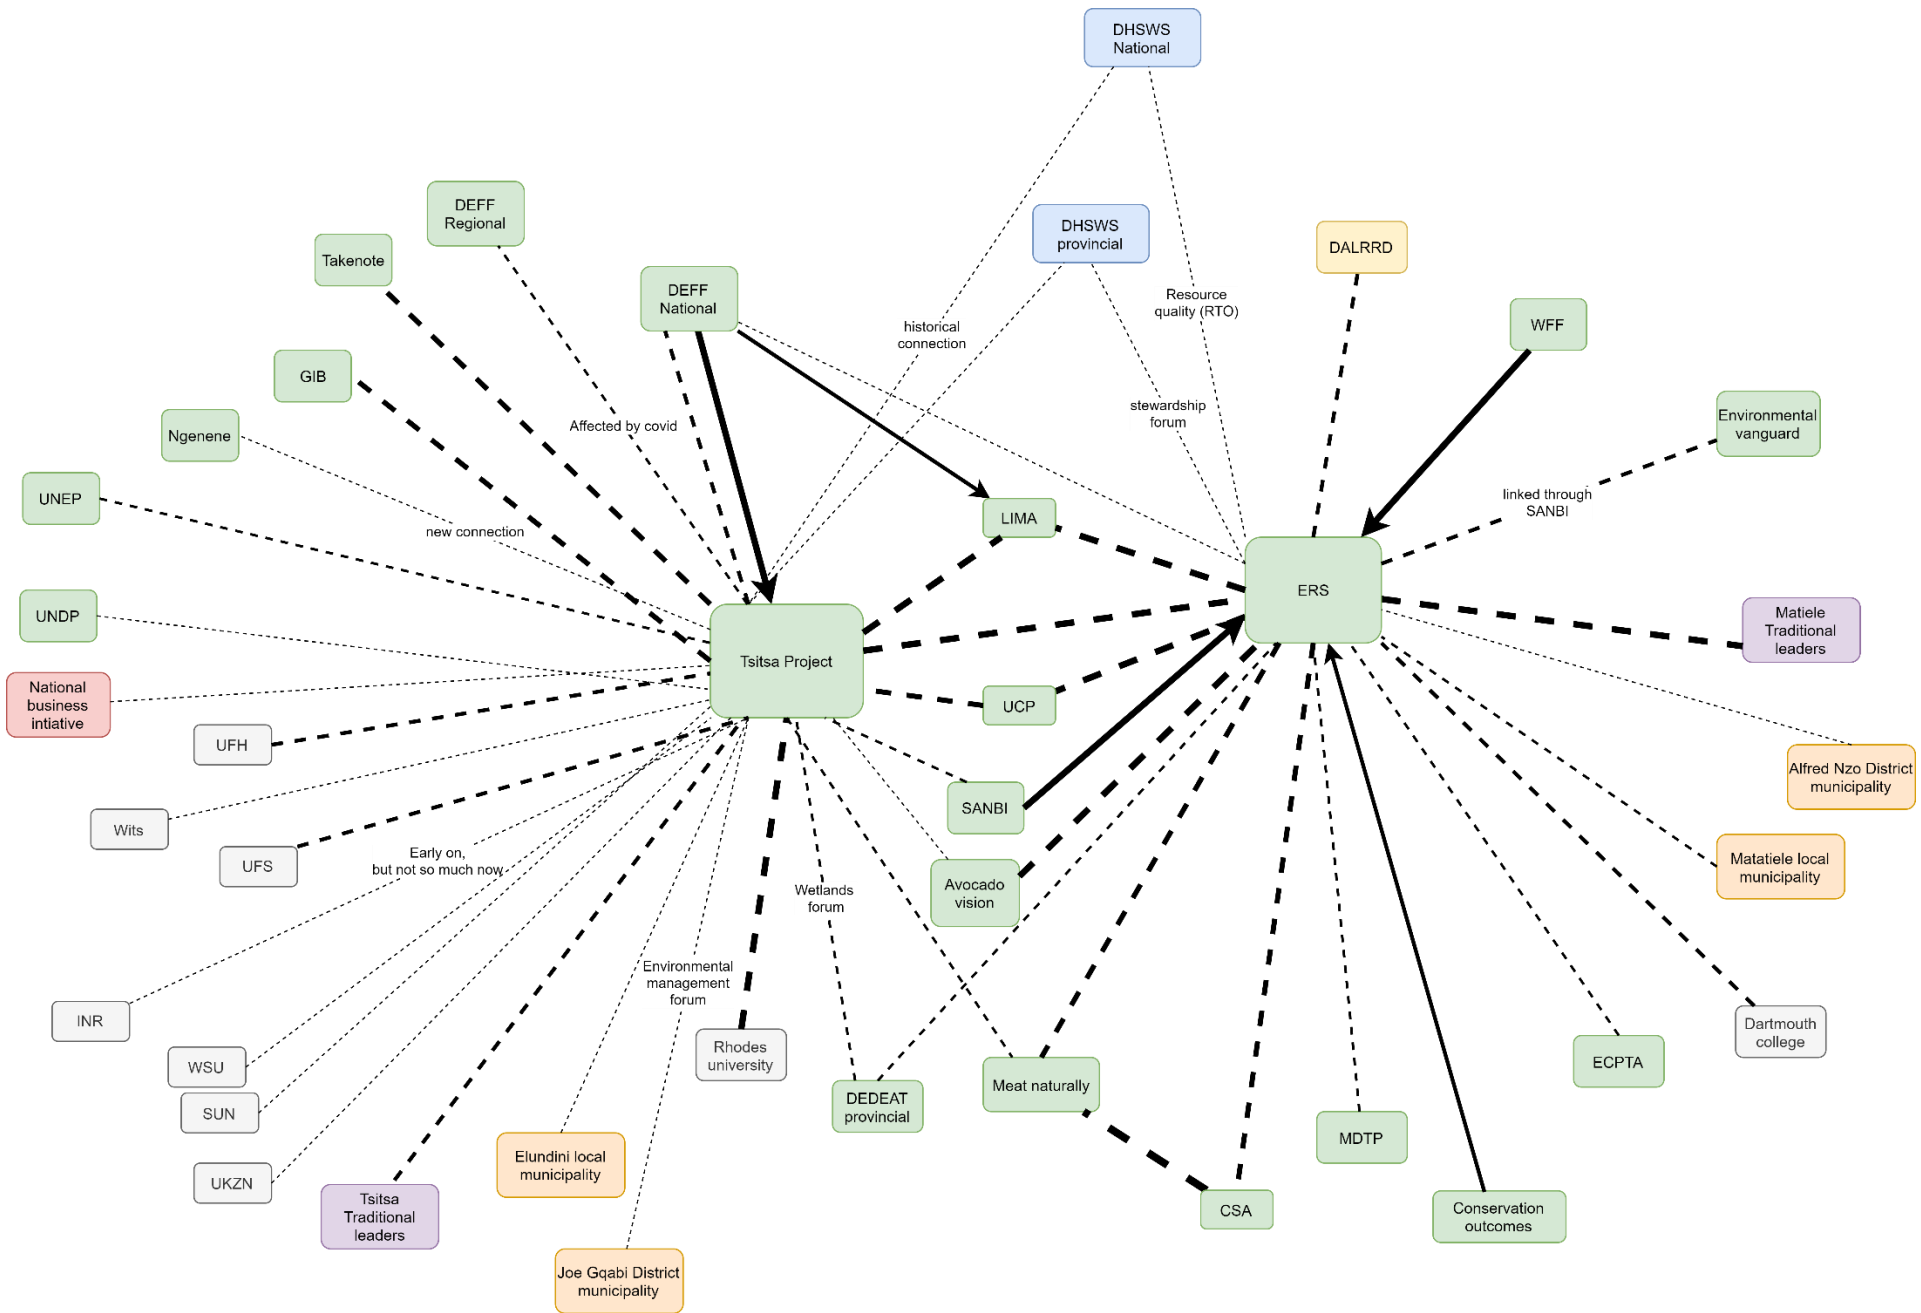 DHSWS
National
DEFF
Regional
DHSWS
provincial
Takenote
DALRRD
DEFF
National
Resource
quality (RTO)
historical
connection
WFF
GIB
Ngenene
Affected by covid
stewardship
forum
Environmental
vanguard
UNEP
new connection
LIMA
linked through
SANBI
ERS
UNDP
Tsitsa Project
Matiele
Traditional
leaders
National
business
intiative
UCP
UFH
Alfred Nzo District
municipality
Wits
SANBI
UFS
Early on,
but not so much now
Wetlands
forum
Avocado
vision
Matatiele local
municipality
Environmental
management
forum
INR
WSU
SUN
UKZN
Rhodes
university
DEDEAT
provincial
Meat naturally
Dartmouth
college
ECPTA
MDTP
Elundini local
municipality
Tsitsa
Traditional
leaders
CSA
Conservation
outcomes
Joe Gqabi District
municipality